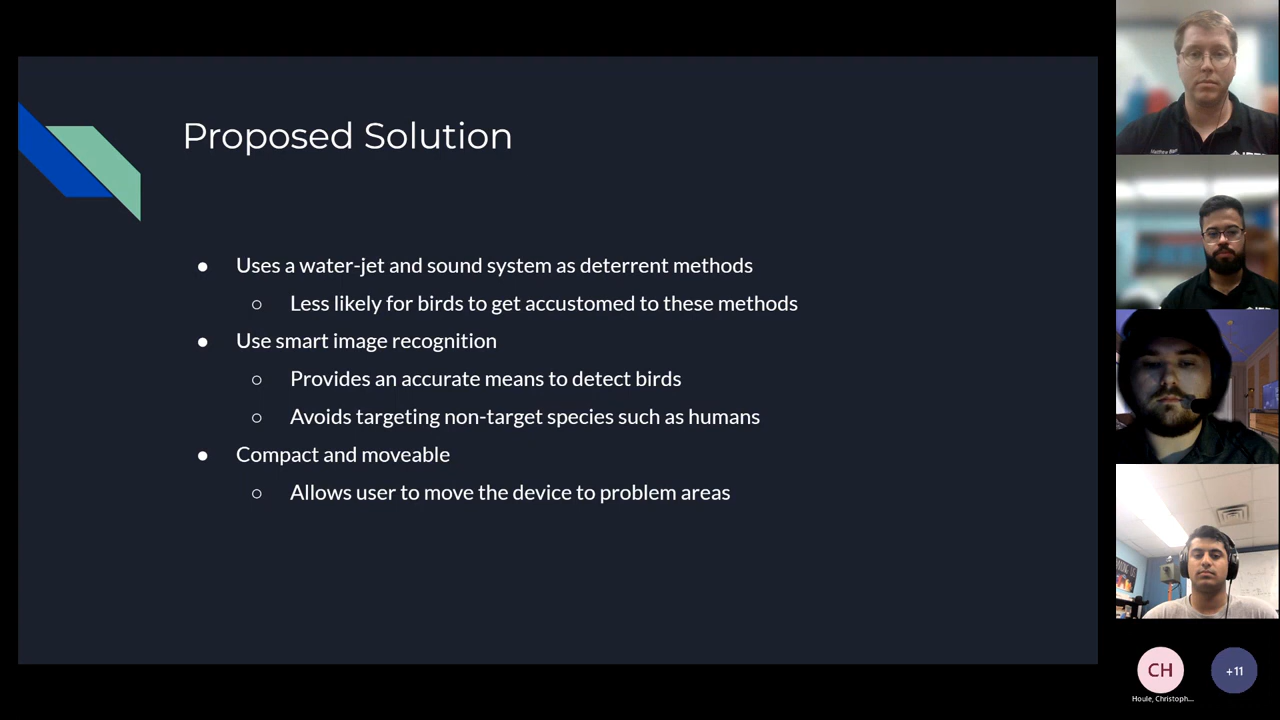 Proposed Solution
● Uses a water-jet and sound system as deterrent methods
○ Less likely for birds to get accustomed to these methods
● Use smart image recognition
○ Provides an accurate means to detect birds
○ Avoids targeting non-target species such as humans
● Compact and moveable
○ Allows user to move the device to problem areas
Matthew
CH
+11
Houle, Christoph...